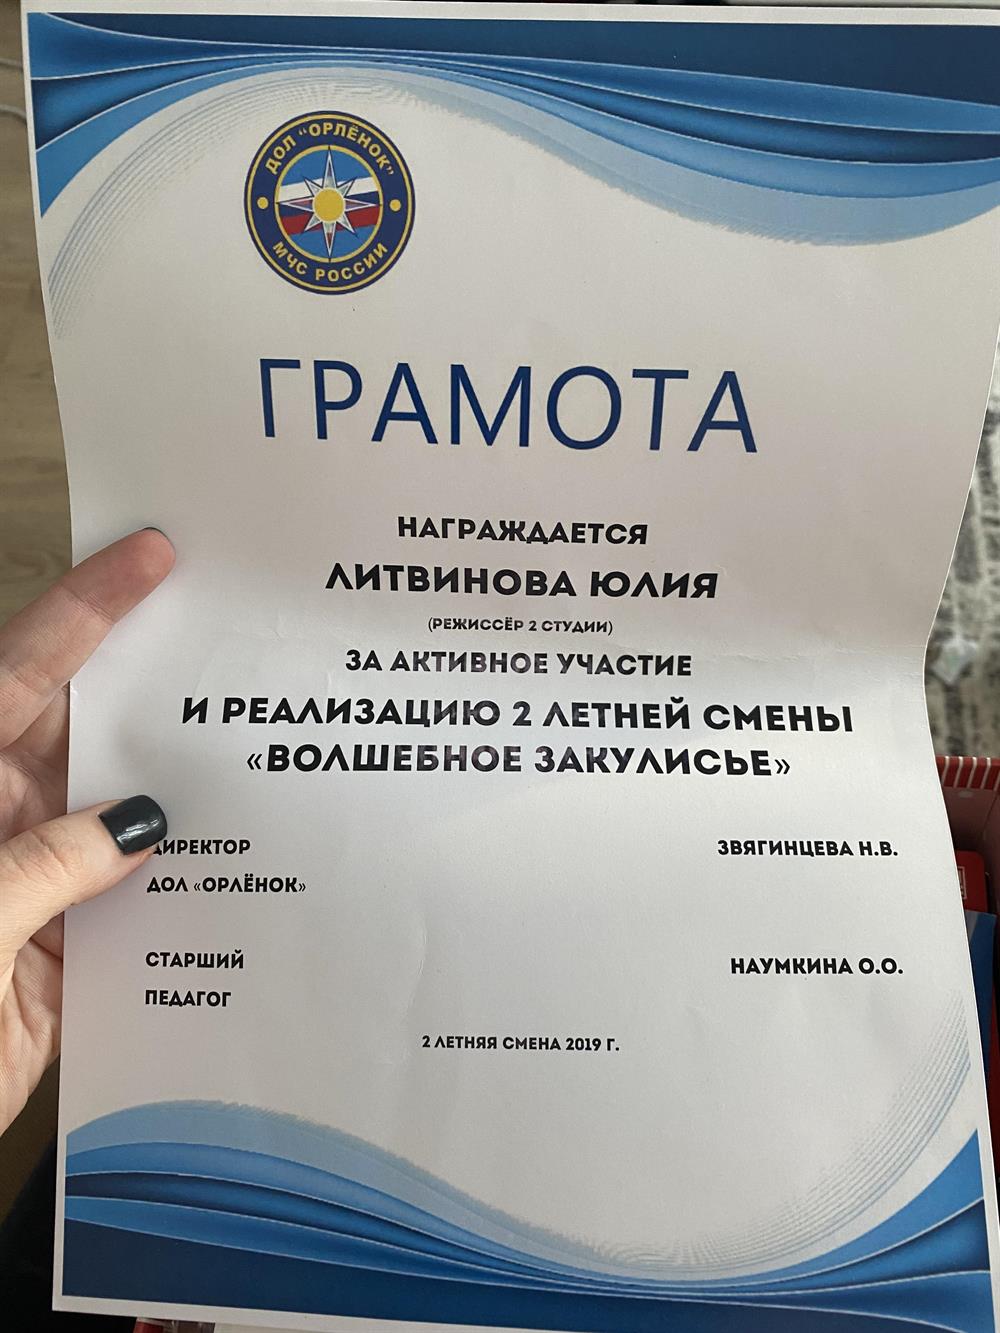 ДОЛ "ОРЛЁНОК"
МЧС РОССИИ
ГРАМОТА
НАГРАЖДАЕТСЯ
ЛИТВИНОВА ЮЛИЯ
(РЕЖИССЁР 2 СТУДИИ)
ЗА АКТИВНОЕ УЧАСТИЕ
И РЕАЛИЗАЦИЮ 2 ЛЕТНЕЙ СМЕНЫ
«ВОЛШЕБНОЕ ЗАКУЛИСЬЕ»
ДИРЕКТОР ЗВЯГИНЦЕВА Н.В.
ДОЛ «ОРЛЁНОК»
СТАРШИЙ НАУМКИНА О.О.
ПЕДАГОГ
2 ЛЕТНЯЯ СМЕНА 2019 Г.